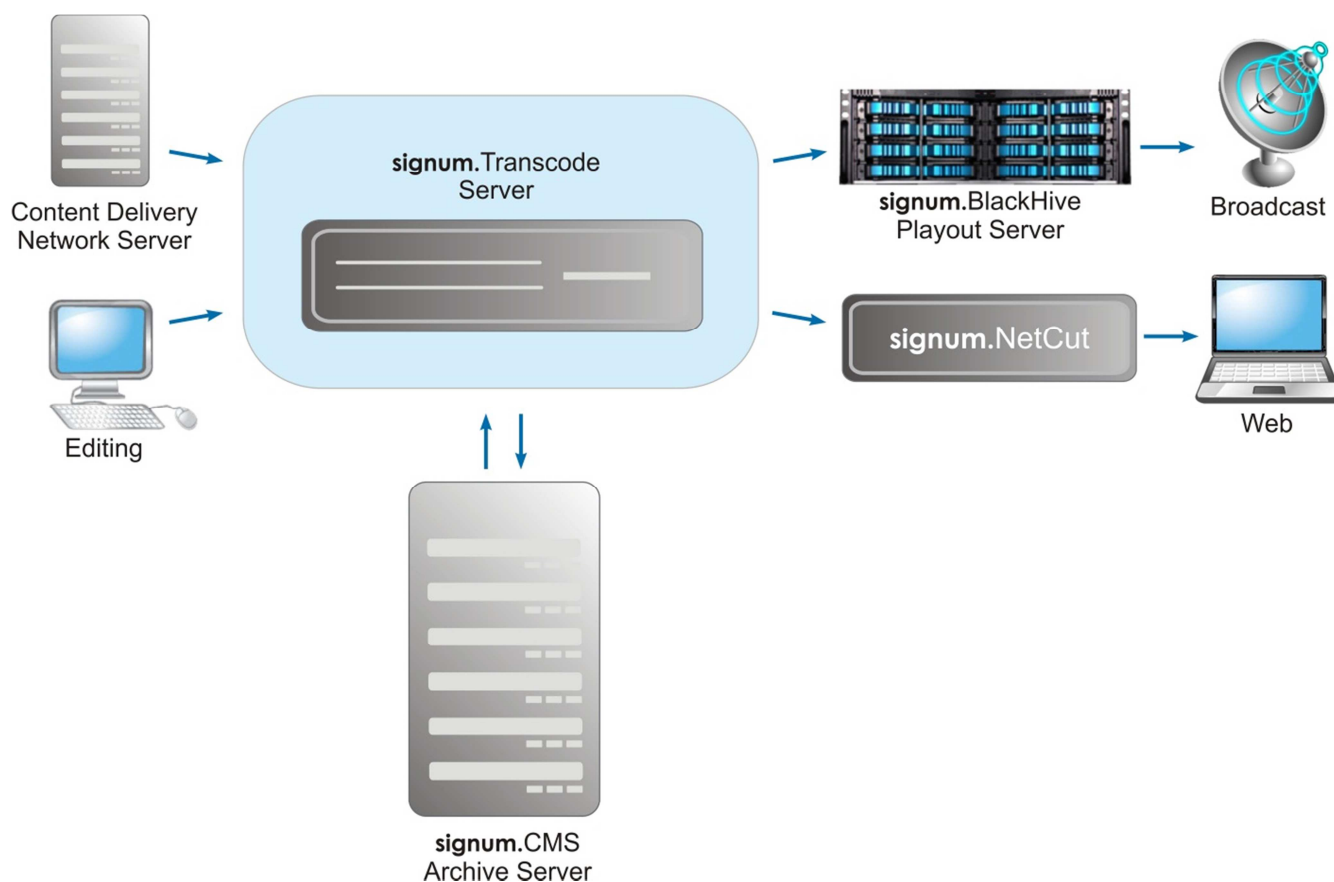 Content Delivery
Network Server
Editing
signum.Transcode
Server
signum.CMS
Archive Server
signum.BlackHive
Playout Server
Broadcast
signum.NetCut
Web